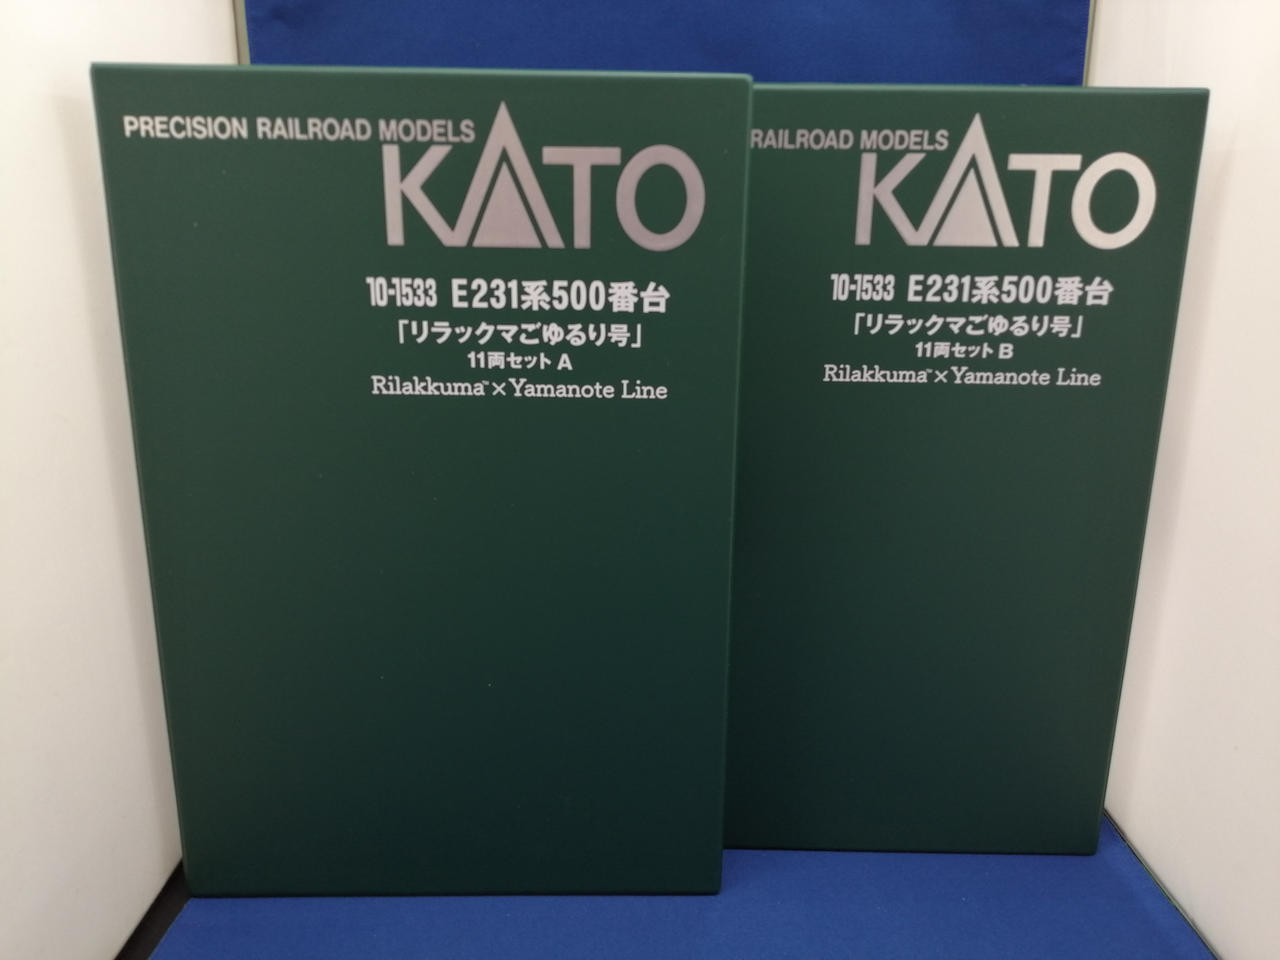 PRECISION RAILROAD MODELS
KATO
10-1533 E231系500番台
「リラックマごゆるり号」
11両セット A
Rilakkuma™×Yamanote Line
RAILROAD MODELS
KATO
10-1533 E231系500番台
「リラックマごゆるり号」
11両セット B
Rilakkuma™×Yamanote Line